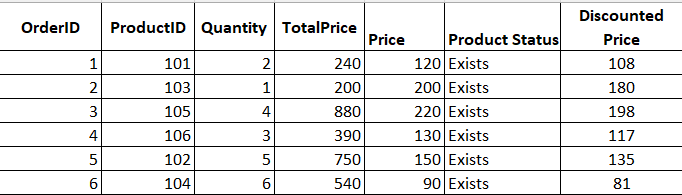 OrderID ProductID Quantity TotalPrice Price Product Status Discounted Price
1 101 2 240 120 Exists 108
2 103 1 200 200 Exists 180
3 105 4 880 220 Exists 198
4 106 3 390 130 Exists 117
5 102 5 750 150 Exists 135
6 104 6 540 90 Exists 81